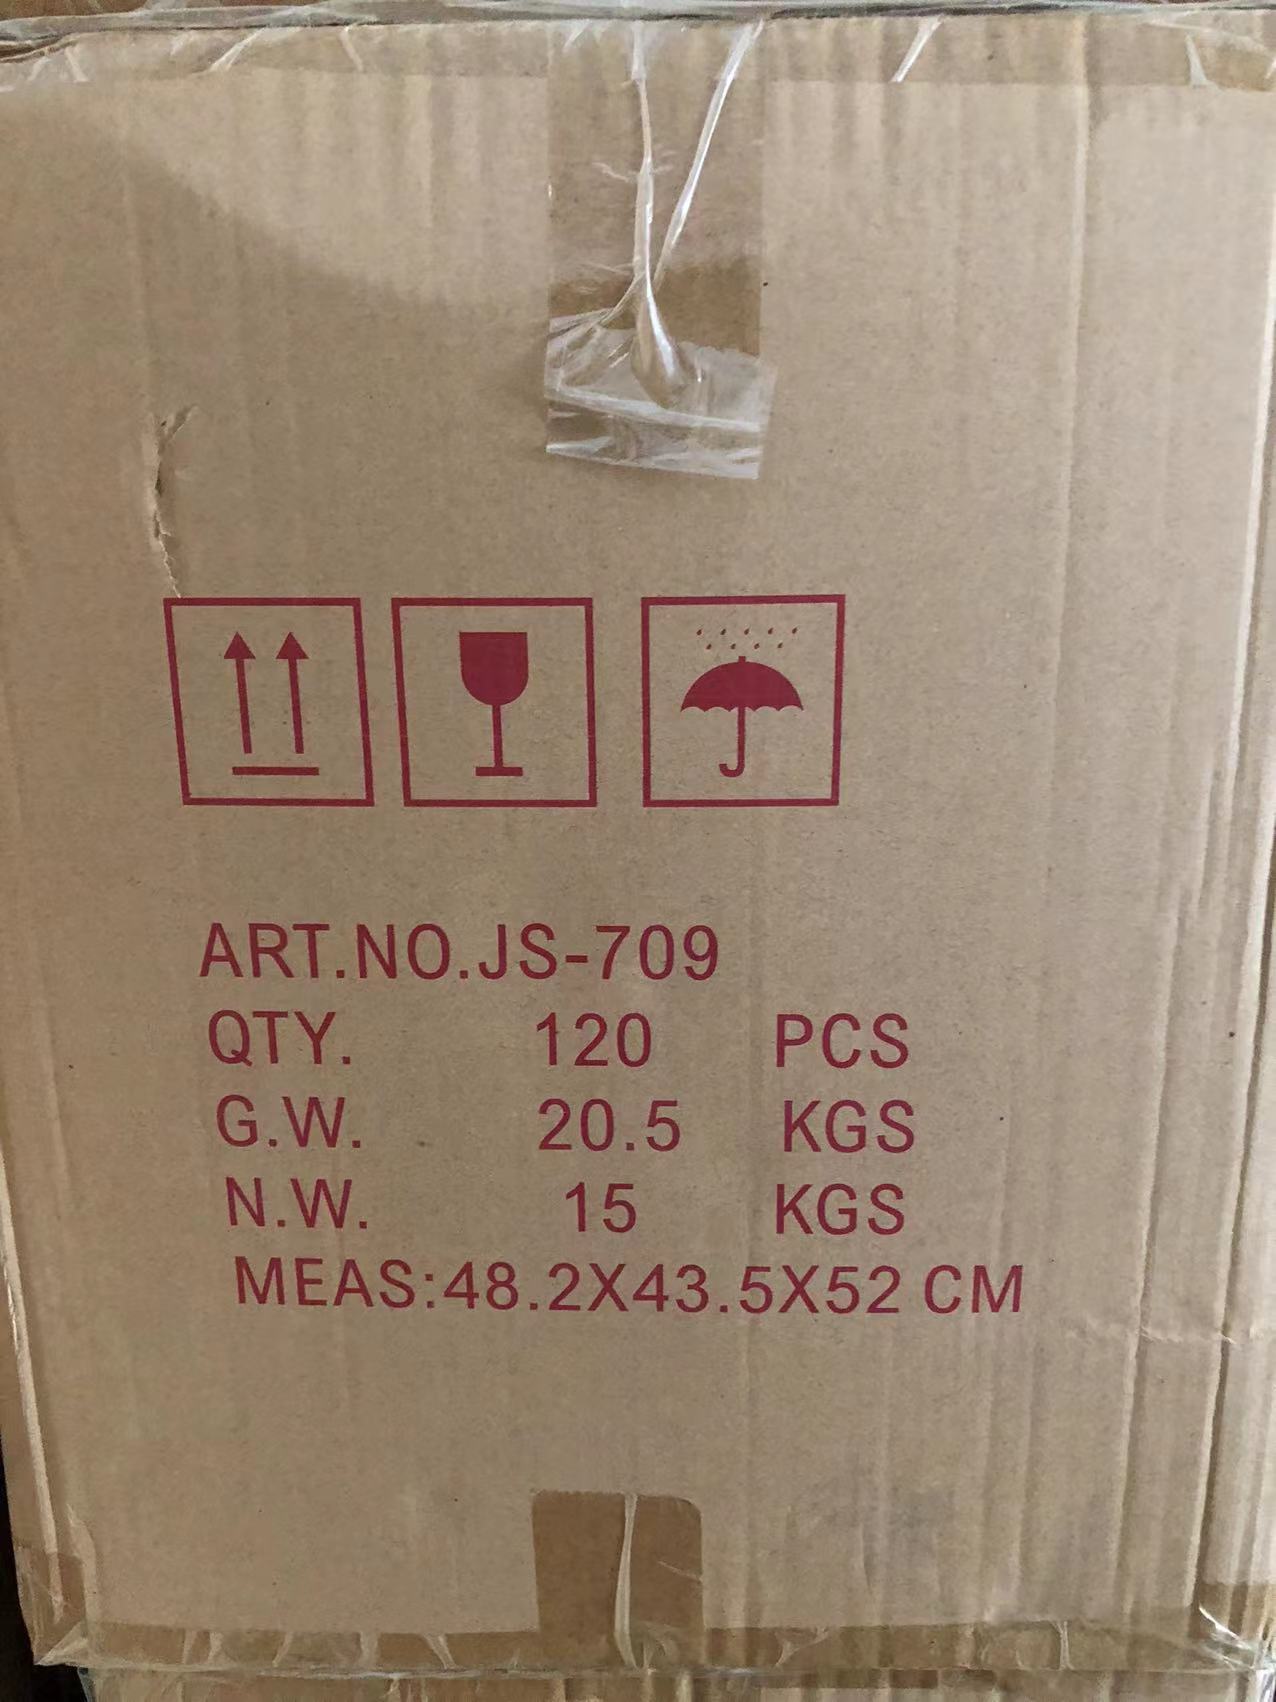 ART.NO.JS-709
QTY. 120 PCS
G.W. 20.5 KGS
N.W. 15 KGS
MEAS:48.2X43.5X52 CM